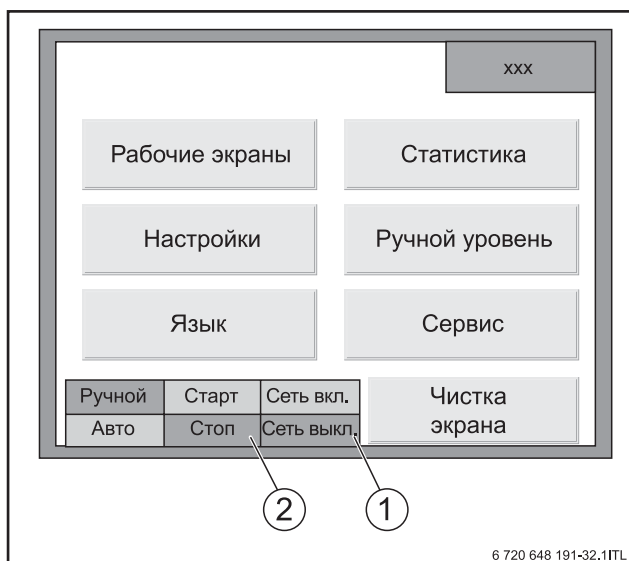 xxx
Рабочие экраны
Статистика
Настройки
Ручной уровень
Язык
Сервис
Ручной
Старт
Сеть вкл.
Авто
Стоп
Сеть выкл.
Чистка
экрана
2
1
6 720 648 191-32.1ITL